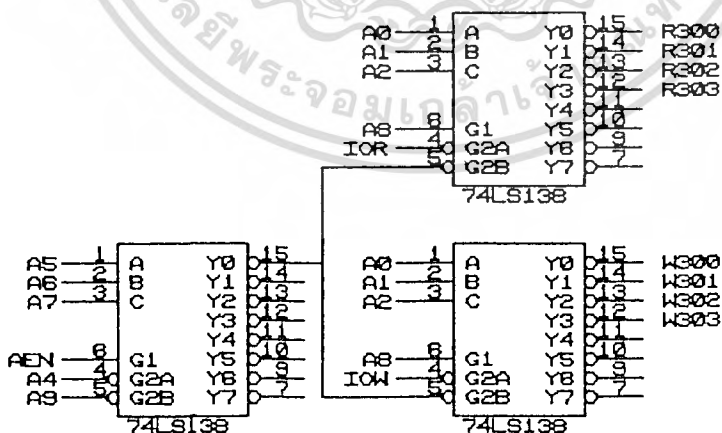 A0 1 A Y0 15 R300
A1 2 B Y1 14 R301
A2 3 C Y2 13 R302
Y3 12 R303
Y4 11
A8 6 G1 Y5 10
IOR 4 G2A Y6 9
5 G2B Y7 7
74LS138
A5 1 A Y0 15
A6 2 B Y1 14
A7 3 C Y2 13
Y3 12
Y4 11
AEN 6 G1 Y5 10
A4 4 G2A Y6 9
A9 5 G2B Y7 7
74LS138
A0 1 A Y0 15 W300
A1 2 B Y1 14 W301
A2 3 C Y2 13 W302
Y3 12 W303
Y4 11
A8 6 G1 Y5 10
IOW 4 G2A Y6 9
5 G2B Y7 7
74LS138